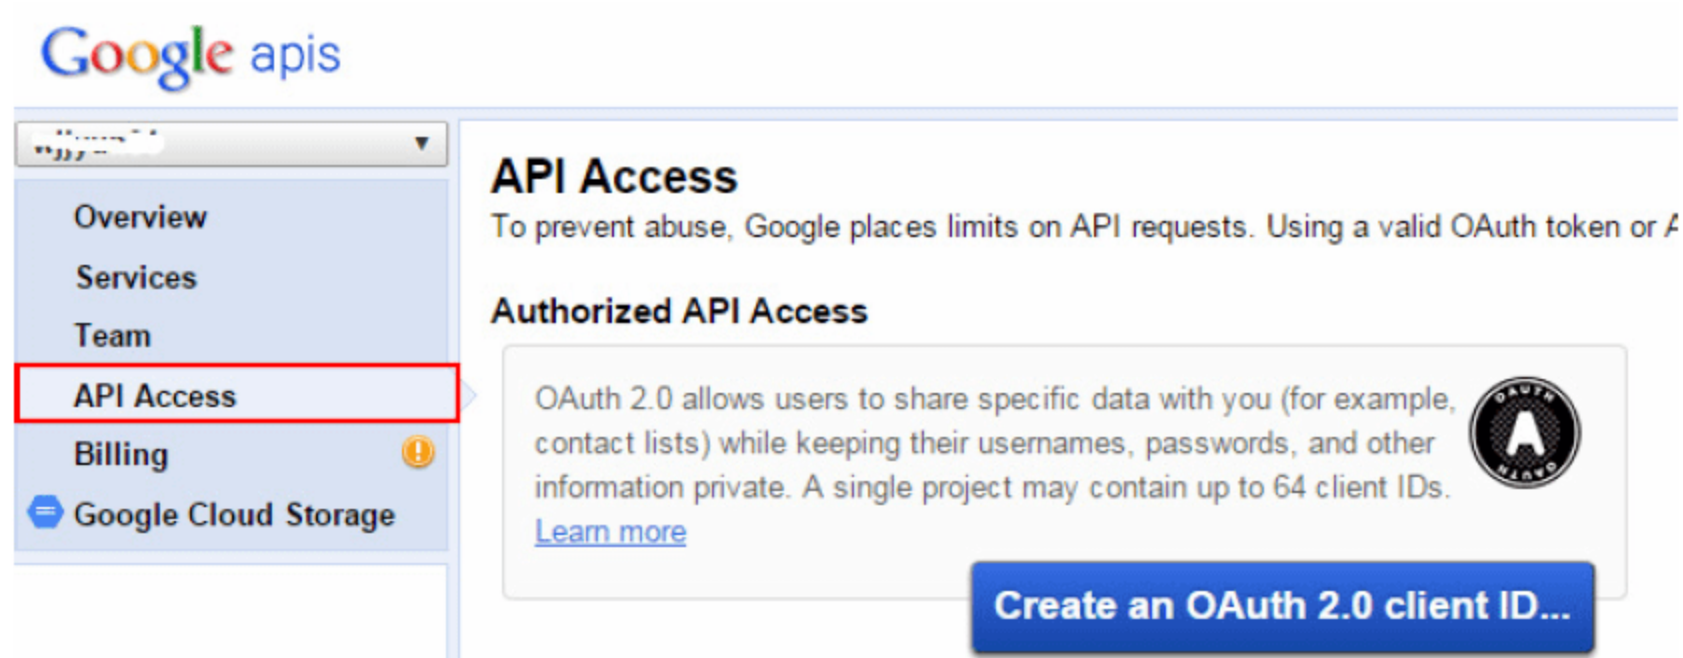 Google apis
API Access
To prevent abuse, Google places limits on API requests. Using a valid OAuth token or
Overview
Services
Team
API Access
Billing
Google Cloud Storage
Authorized API Access
OAuth 2.0 allows users to share specific data with you (for example,
contact lists) while keeping their usernames, passwords, and other
information private. A single project may contain up to 64 client IDs.
Learn more
OAUTH
A
OAUTH
Create an OAuth 2.0 client ID...